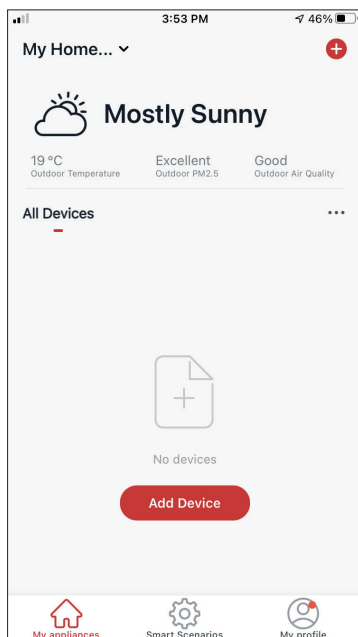 3:53 PM 46%
My Home...
Mostly Sunny
19 °C Excellent Good
Outdoor Temperature Outdoor PM2.5 Outdoor Air Quality
All Devices
No devices
Add Device
My appliances Smart Scenarios My profile